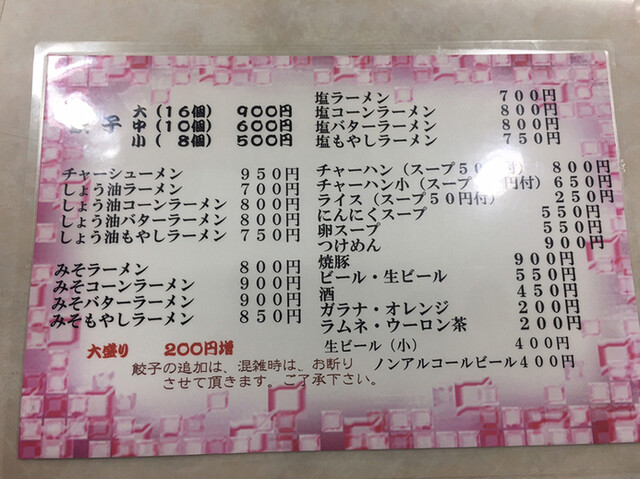 大(16個) 900円
子 中(10個) 600円
小( 8個) 500円
チャーシューメン 950円
しょう油ラーメン 700円
しょう油コーンラーメン 800円
しょう油バターラーメン 800円
しょう油もやしラーメン 750円
みそラーメン 800円
みそコーンラーメン 900円
みそバターラーメン 900円
みそもやしラーメン 850円
大盛り 200円増
餃子の追加は、混雑時は、お断り
させて頂きます。ご了承下さい。
塩ラーメン 700円
塩コーンラーメン 800円
塩バターラーメン 800円
塩もやしラーメン 750円
チャーハン(スープ50 付) 800円
チャーハン小(スープ 円付) 650円
ライス(スープ50円付) 250円
にんにくスープ 550円
卵スープ 550円
つけめん 900円
焼豚 900円
ビール・生ビール 550円
酒 450円
ガラナ・オレンジ 200円
ラムネ・ウーロン茶 200円
生ビール(小) 400円
ノンアルコールビール400円